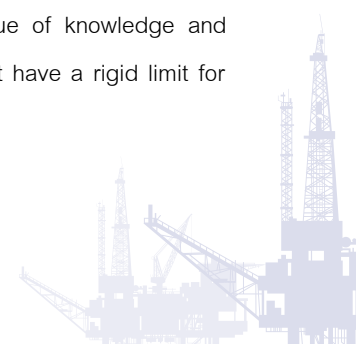 ue of knowledge and
t have a rigid limit for